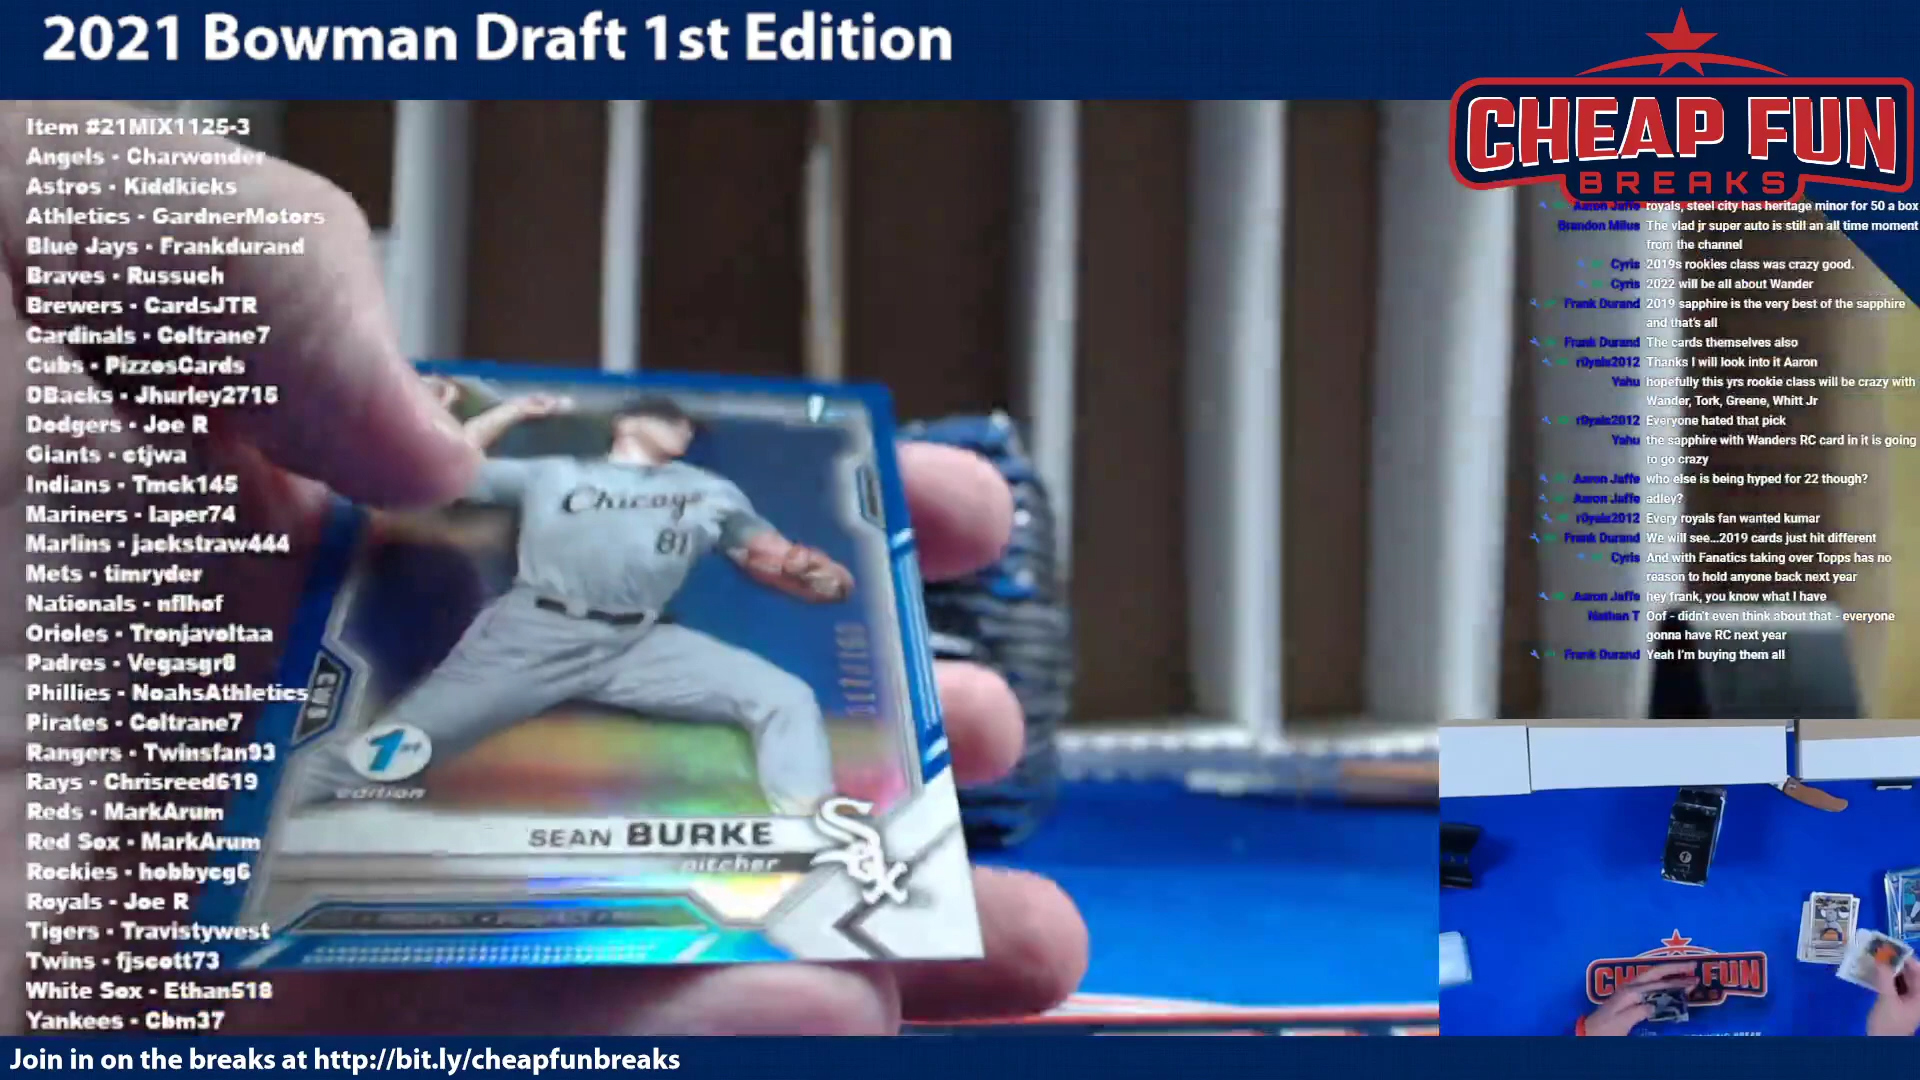 2021 Bowman Draft 1st Edition
CHEAP FUN
BREAKS
Item #21MIX1125-3
Angels - Charwonder
Astros - Kiddkicks
Athletics - GardnerMotors
Blue Jays - Frankdurand
Braves - Russuch
Brewers - CardsJTR
Cardinals - Coltrane7
Cubs - PizzosCards
DBacks - Jhurley2715
Dodgers - Joe R
Giants - ctjwa
Indians - Tmck145
Mariners - laper74
Marlins - jackstraw444
Mets - timryder
Nationals - nflhof
Orioles - Tronjavoltaa
Padres - Vegasgr8
Phillies - NoahsAthletics
Pirates - Coltrane7
Rangers - Twinsfan93
Rays - Chrisreed619
Reds - MarkArum
Red Sox - MarkArum
Rockies - hobbycg6
Royals - Joe R
Tigers - Travistywest
Twins - fjscott73
White Sox - Ethan518
Yankees - Cbm37
Chicago
81
1st
edition
SEAN BURKE
pitcher
Sox
Aaron Jaffe royals, steel city has heritage minor for 50 a box
Brandon Milus The vlad jr super auto is still an all time moment
from the channel
Cyris 2019s rookies class was crazy good.
Cyris 2022 will be all about Wander
Frank Durand 2019 sapphire is the very best of the sapphire
and that's all
Frank Durand The cards themselves also
r0yals2012 Thanks I will look into it Aaron
Yahu hopefully this yrs rookie class will be crazy with
Wander, Tork, Greene, Whitt Jr
r0yals2012 Everyone hated that pick
Yahu the sapphire with Wanders RC card in it is going
to go crazy
Aaron Jaffe who else is being hyped for 22 though?
Aaron Jaffe adley?
r0yals2012 Every royals fan wanted kumar
Frank Durand We will see...2019 cards just hit different
Cyris And with Fanatics taking over Topps has no
reason to hold anyone back next year
Aaron Jaffe hey frank, you know what I have
Nathan T Oof - didn't even think about that - everyone
gonna have RC next year
Frank Durand Yeah I'm buying them all
CHEAP FUN
Join in on the breaks at http://bit.ly/cheapfunbreaks